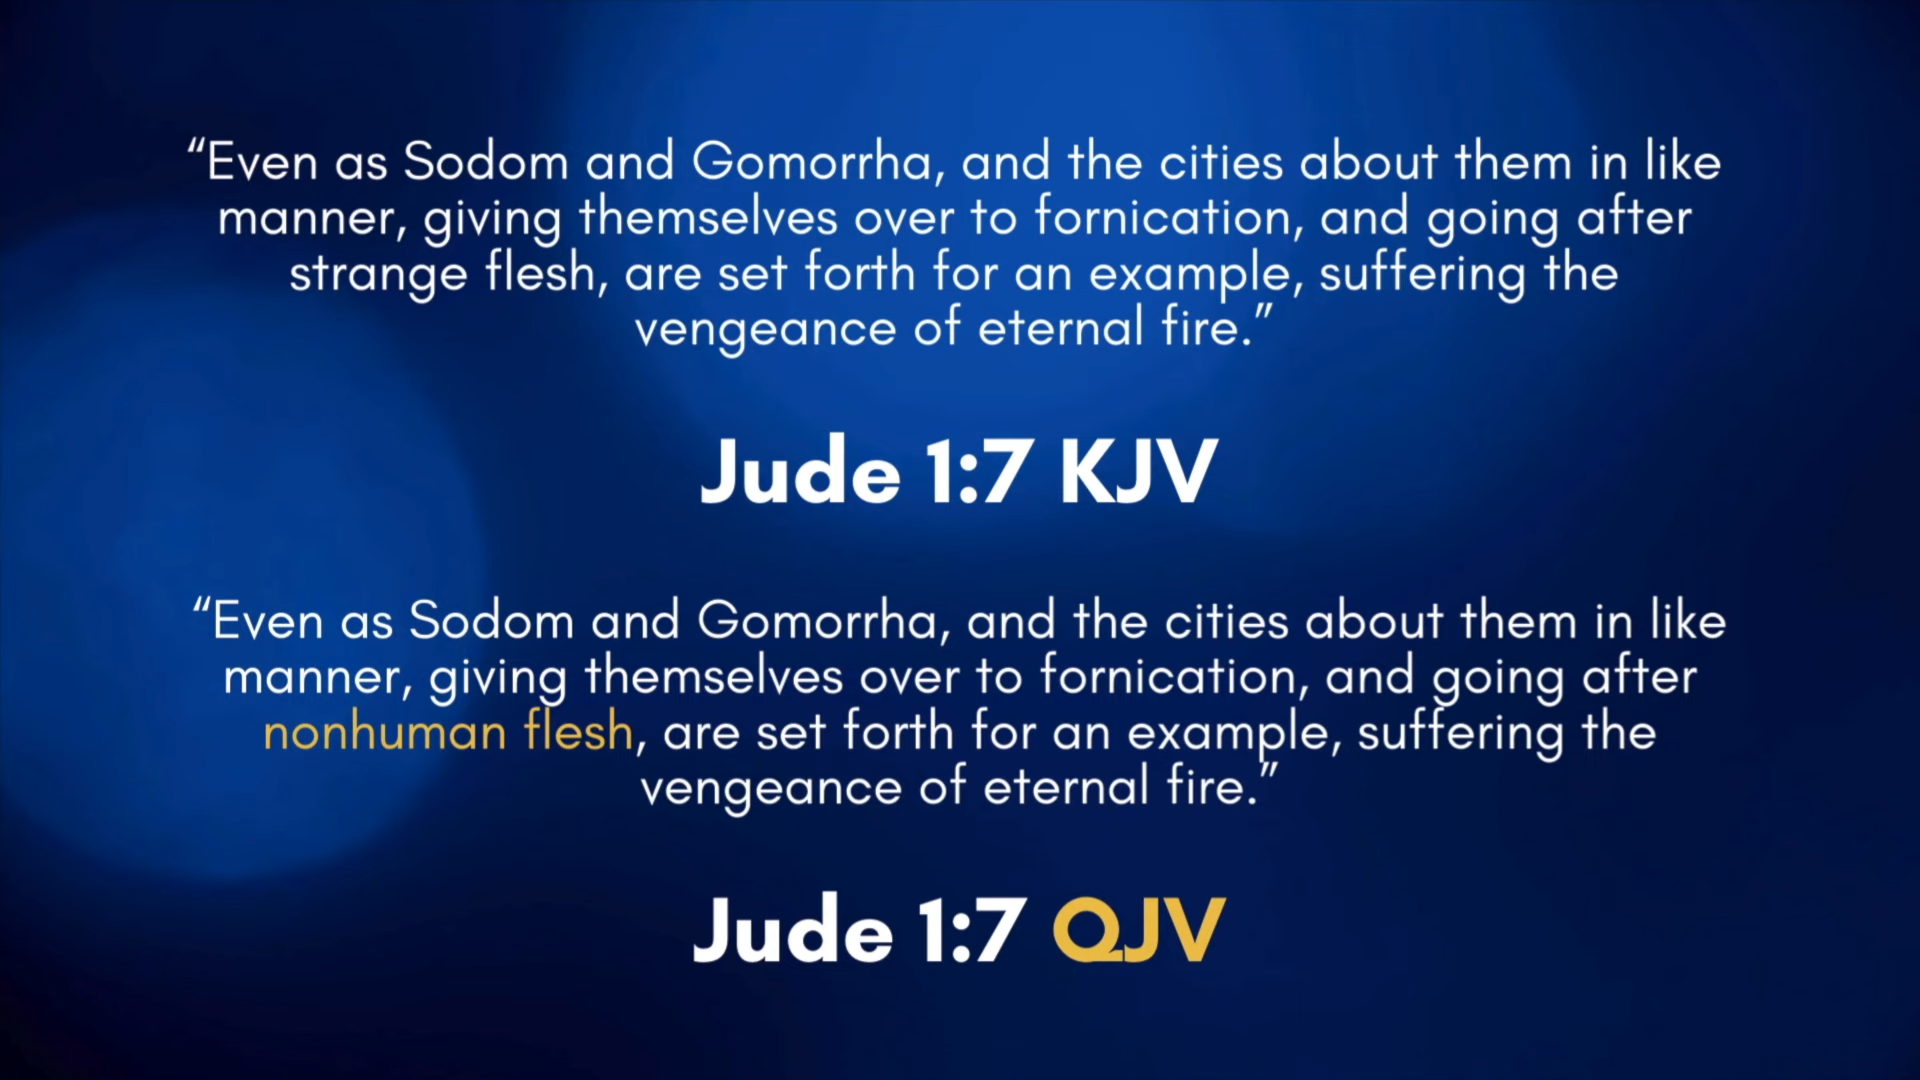 “Even as Sodom and Gomorrha, and the cities about them in like
manner, giving themselves over to fornication, and going after
strange flesh, are set forth for an example, suffering the
vengeance of eternal fire.”
Jude 1:7 KJV
“Even as Sodom and Gomorrha, and the cities about them in like
manner, giving themselves over to fornication, and going after
nonhuman flesh, are set forth for an example, suffering the
vengeance of eternal fire.”
Jude 1:7 QJV